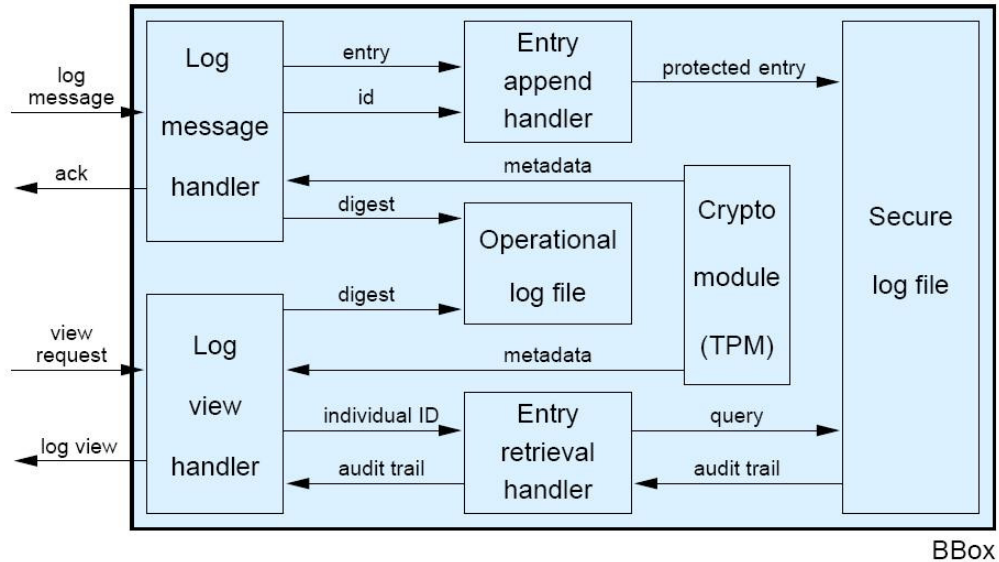 log
message
ack
Log
message
handler
entry
id
Entry
append
handler
protected entry
metadata
digest
Operational
log file
Crypto
module
(TPM)
Secure
log file
view
request
log view
Log
view
handler
digest
metadata
individual ID
audit trail
Entry
retrieval
handler
query
audit trail
BBox